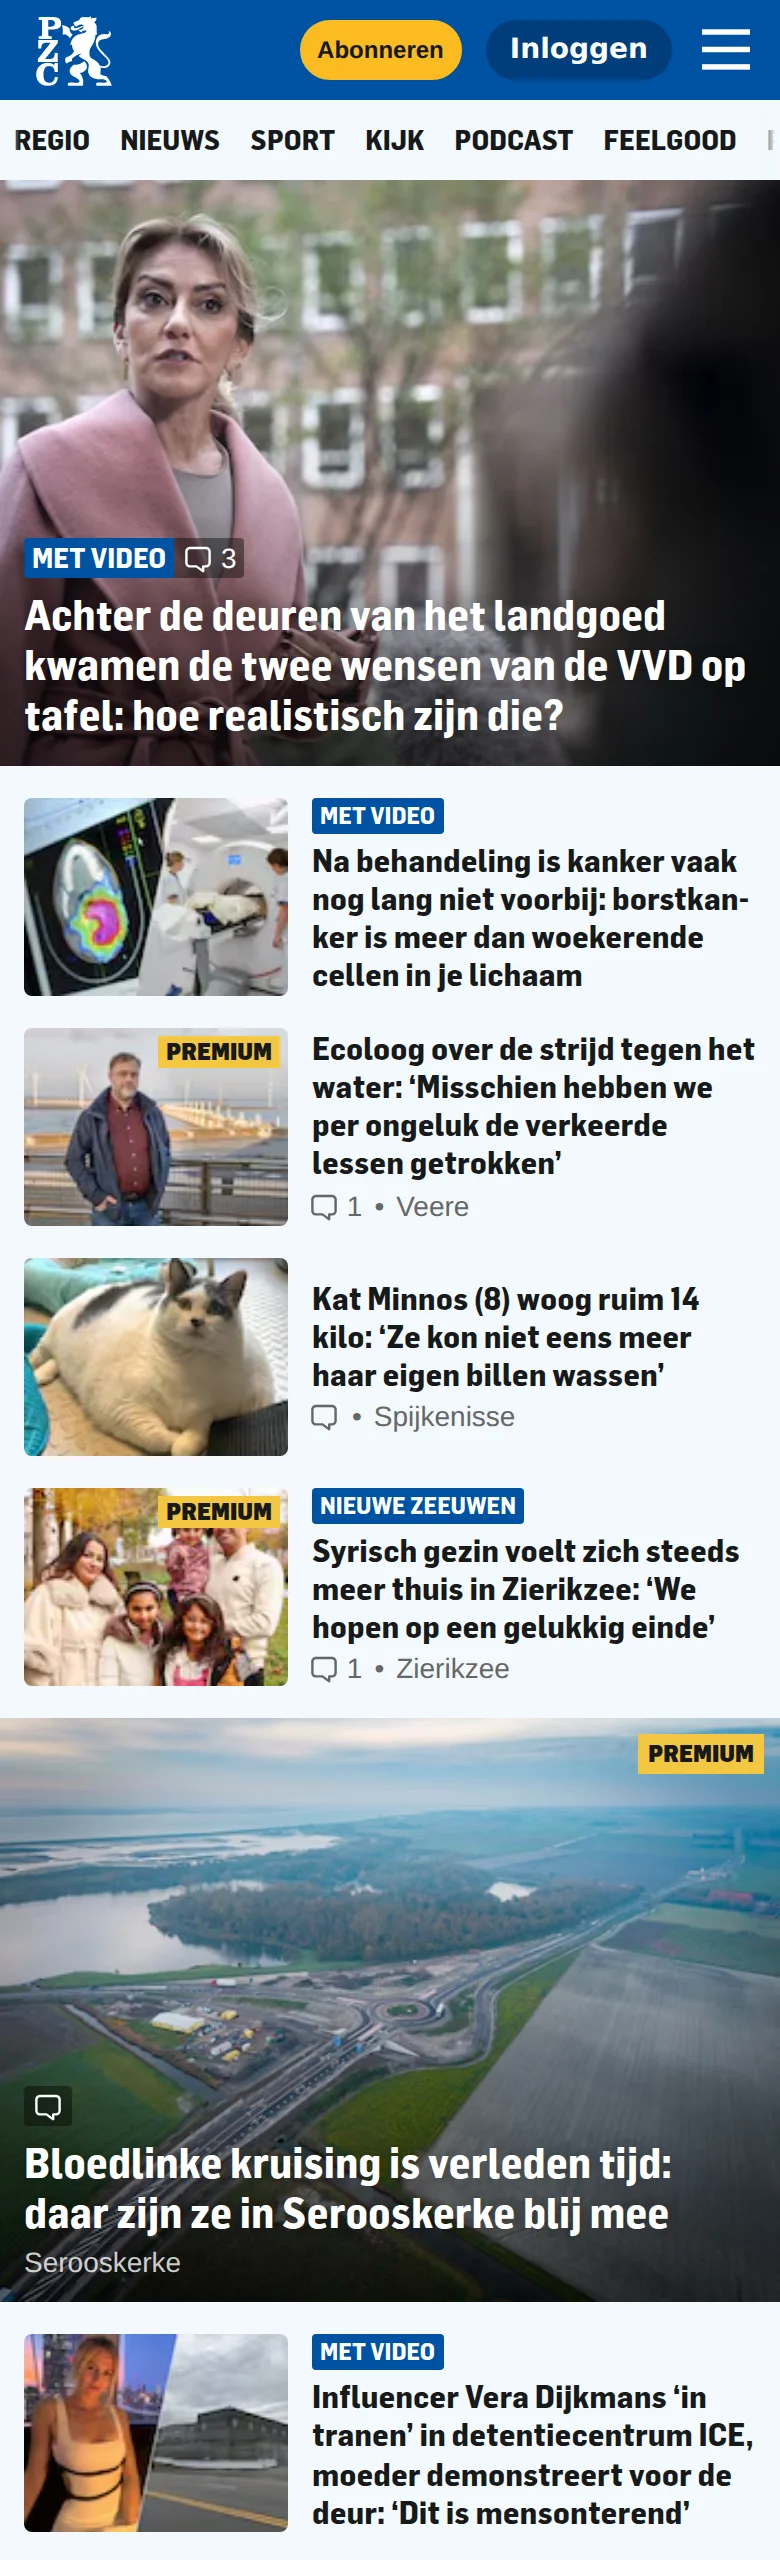 PZC
Abonneren
Inloggen
REGIO NIEUWS SPORT KIJK PODCAST FEELGOOD
MET VIDEO 3
Achter de deuren van het landgoed
kwamen de twee wensen van de VVD op
tafel: hoe realistisch zijn die?
MET VIDEO
Na behandeling is kanker vaak
nog lang niet voorbij: borstkan-
ker is meer dan woekerende
cellen in je lichaam
PREMIUM
Ecoloog over de strijd tegen het
water: ‘Misschien hebben we
per ongeluk de verkeerde
lessen getrokken’
1 • Veere
Kat Minnos (8) woog ruim 14
kilo: ‘Ze kon niet eens meer
haar eigen billen wassen’
• Spijkenisse
PREMIUM
NIEUWE ZEEUWEN
Syrisch gezin voelt zich steeds
meer thuis in Zierikzee: ‘We
hopen op een gelukkig einde’
1 • Zierikzee
PREMIUM
Bloedlinke kruising is verleden tijd:
daar zijn ze in Serooskerke blij mee
Serooskerke
MET VIDEO
Influencer Vera Dijkmans ‘in
tranen’ in detentiecentrum ICE,
moeder demonstreert voor de
deur: ‘Dit is mensonterend’